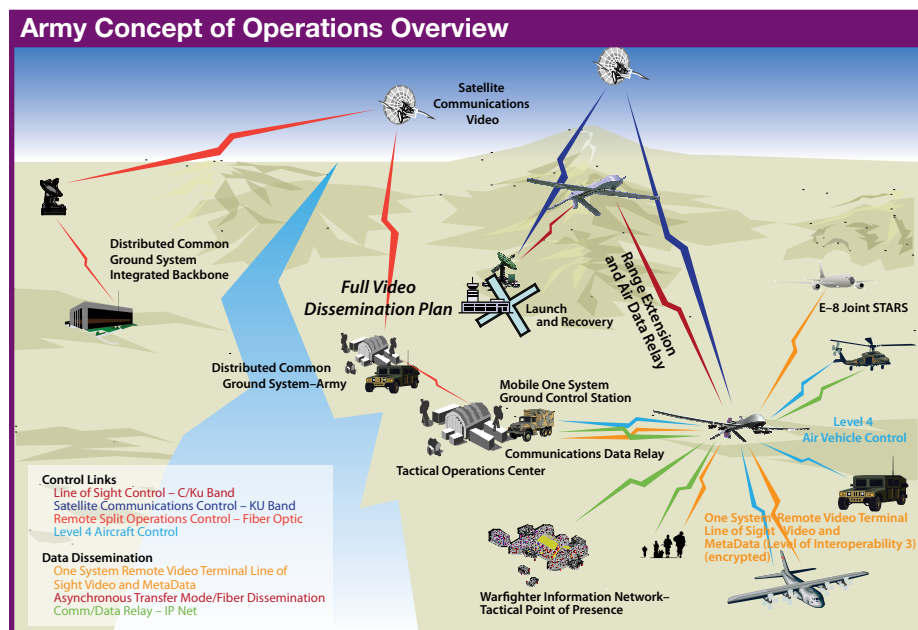 Army Concept of Operations Overview
Satellite
Communications
Video
Distributed Common
Ground System
Integrated Backbone
Full Video
Dissemination Plan
Launch
and Recovery
Range Extension
and Air Data Relay
E–8 Joint STARS
Distributed Common
Ground System–Army
Mobile One System
Ground Control Station
Level 4
Air Vehicle Control
Communications Data Relay
Tactical Operations Center
One System Remote Video Terminal
Line of Sight Video and
MetaData (Level of Interoperability 3)
(encrypted)
Warfighter Information Network–
Tactical Point of Presence
Control Links
Line of Sight Control – C/Ku Band
Satellite Communications Control – KU Band
Remote Split Operations Control – Fiber Optic
Level 4 Aircraft Control
Data Dissemination
One System Remote Video Terminal Line of
Sight Video and MetaData
Asynchronous Transfer Mode/Fiber Dissemination
Comm/Data Relay – IP Net